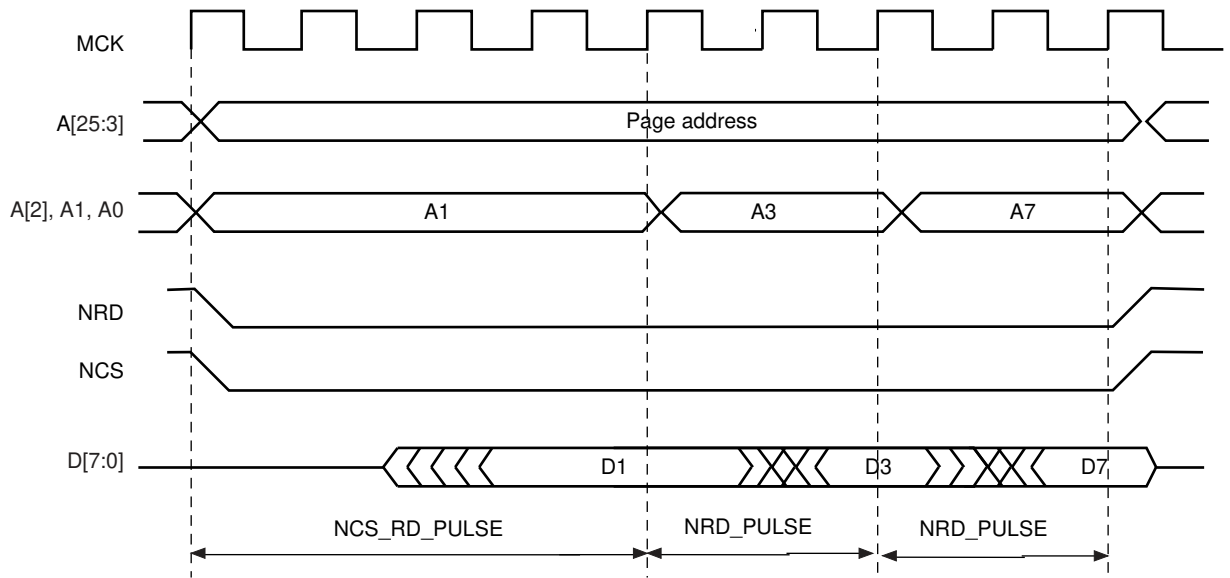 MCK
A[25:3]
Page address
A[2], A1, A0
A1
A3
A7
NRD
NCS
D[7:0]
D1
D3
D7
NCS_RD_PULSE
NRD_PULSE
NRD_PULSE